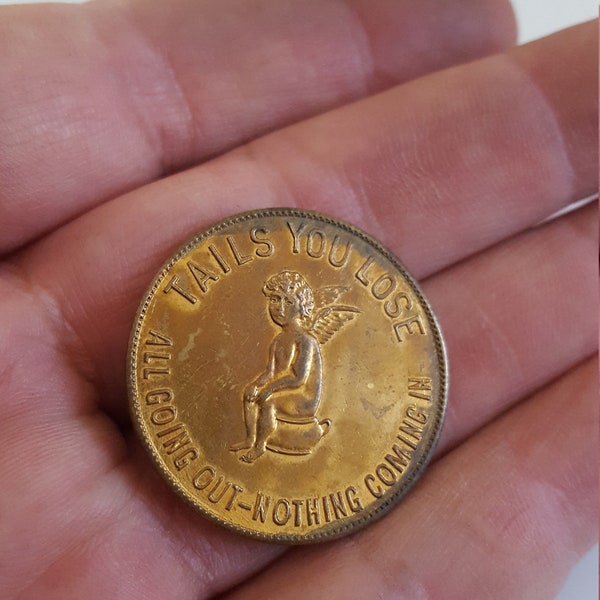 TAILS YOU LOSE
ALL GOING OUT-NOTHING COMING IN